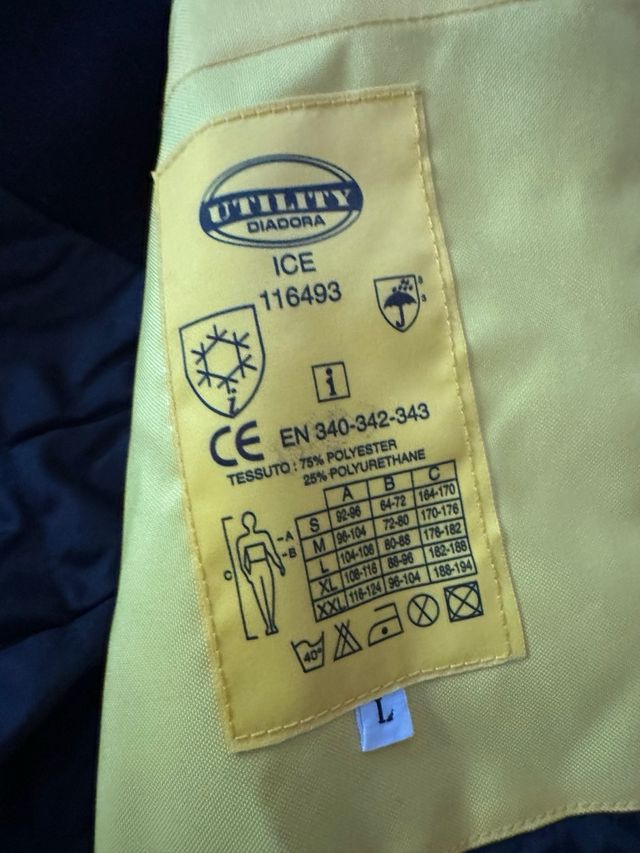 UTILITY
DIADORA
ICE
116493
3
3
i
i
CE EN 340-342-343
TESSUTO : 75% POLYESTER
25% POLYURETHANE
A B C
S 92-96 64-72 164-170
M 96-104 72-80 170-176
L 104-108 80-88 176-182
XL 108-116 88-96 182-188
XXL 116-124 96-104 188-194
A
B
C
40°
L